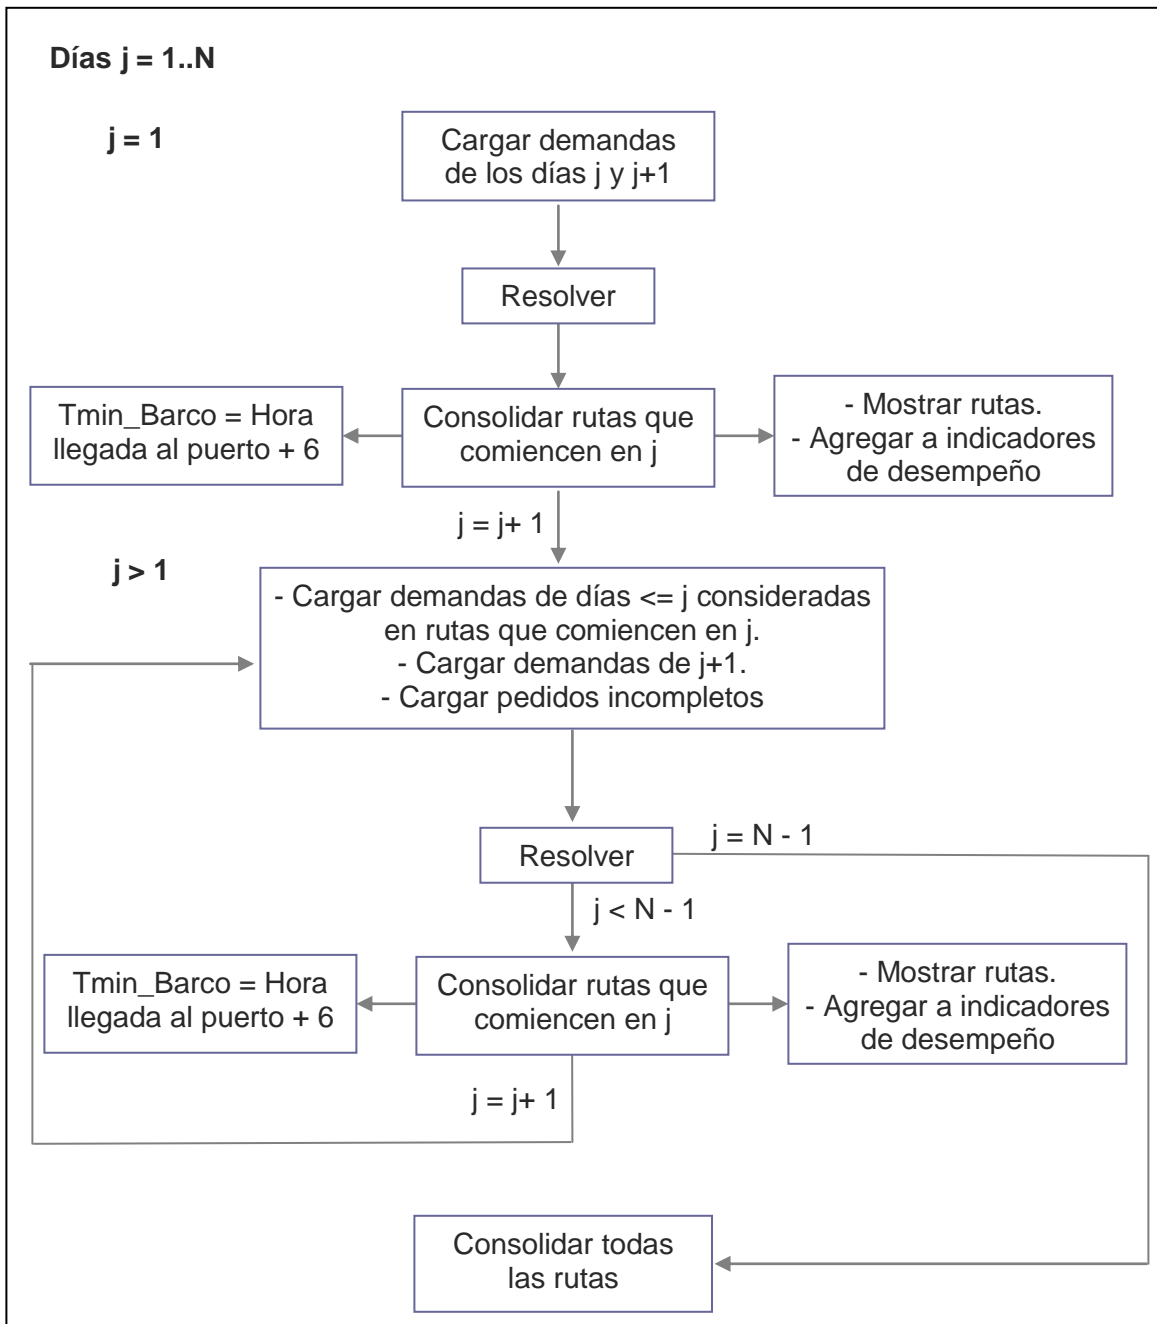 Días j = 1..N
j = 1
Cargar demandas
de los días j y j+1
Resolver
Tmin_Barco = Hora
llegada al puerto + 6
Consolidar rutas que
comiencen en j
- Mostrar rutas.
- Agregar a indicadores
de desempeño
j = j+ 1
j > 1
- Cargar demandas de días <= j consideradas
en rutas que comiencen en j.
- Cargar demandas de j+1.
- Cargar pedidos incompletos
Resolver
j = N - 1
j < N - 1
Tmin_Barco = Hora
llegada al puerto + 6
Consolidar rutas que
comiencen en j
- Mostrar rutas.
- Agregar a indicadores
de desempeño
j = j+ 1
Consolidar todas
las rutas